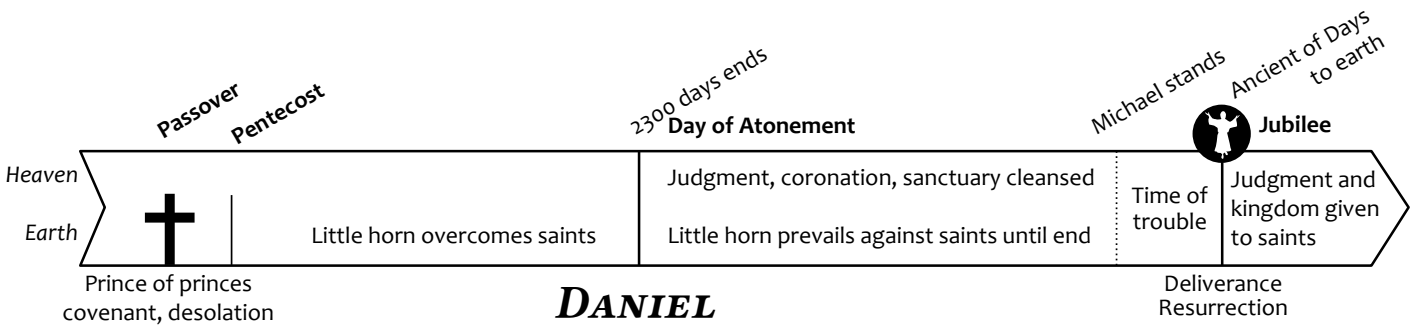 Passover
Pentecost
2300 days ends
Day of Atonement
Michael stands
Ancient of Days
to earth
Jubilee
Heaven
Earth
Little horn overcomes saints
Judgment, coronation, sanctuary cleansed
Little horn prevails against saints until end
Time of
trouble
Judgment and
kingdom given
to saints
Prince of princes
covenant, desolation
DANIEL
Deliverance
Resurrection